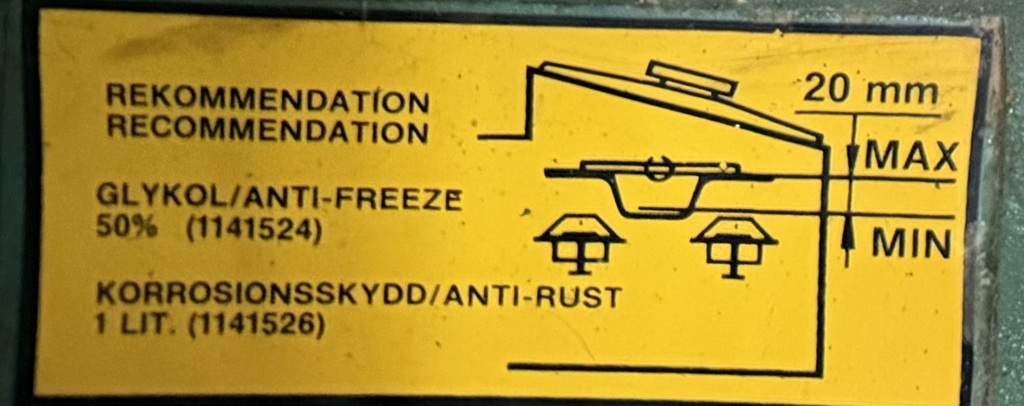 REKOMMENDATION
RECOMMENDATION
GLYKOL/ANTI-FREEZE
50% (1141524)
KORROSIONSSKYDD/ANTI-RUST
1 LIT. (1141526)
20 mm
MAX
MIN